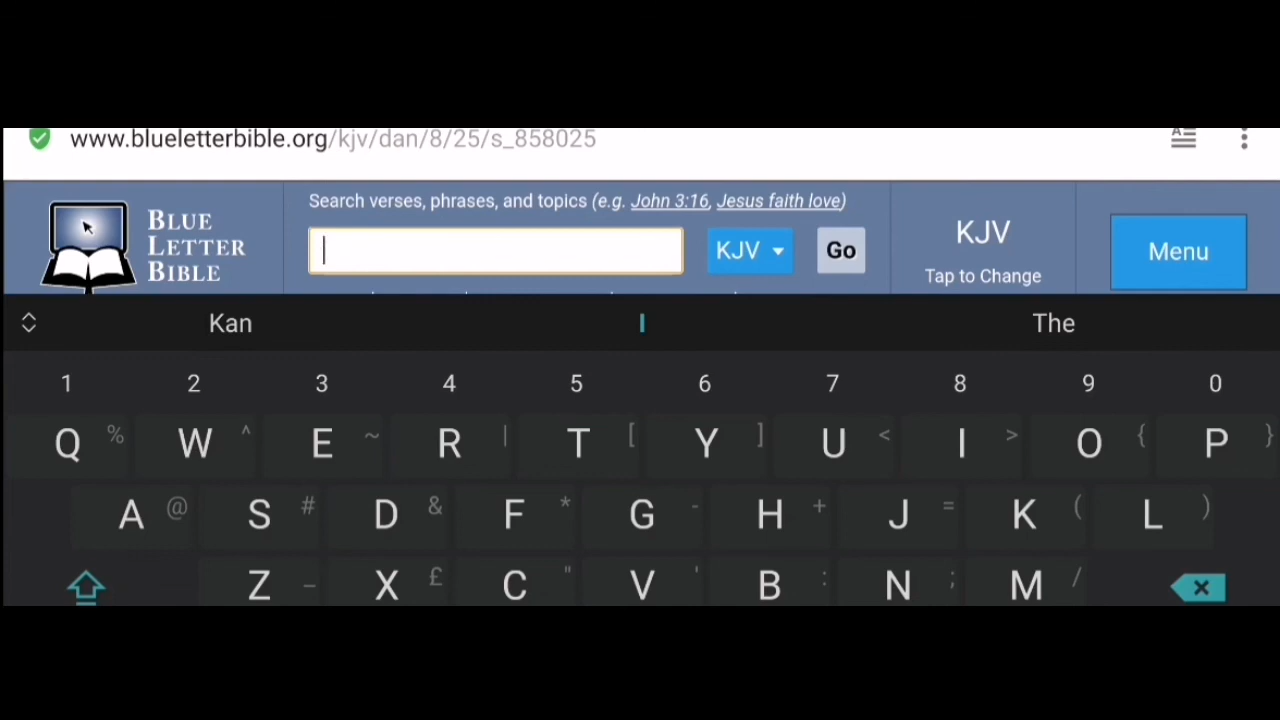 www.blueletterbible.org/kjv/dan/8/25/s_858025
Search verses, phrases, and topics (e.g. John 3:16, Jesus faith love)
BLUE
LETTER
BIBLE
KJV
Go
KJV
Tap to Change
Menu
Kan I The
1 2 3 4 5 6 7 8 9 0
Q % W ^ E ~ R | T [ Y ] U < I > O { P }
A @ S # D & F * G - H + J = K ( L )
Z _ X £ C " V ' B : N ; M /